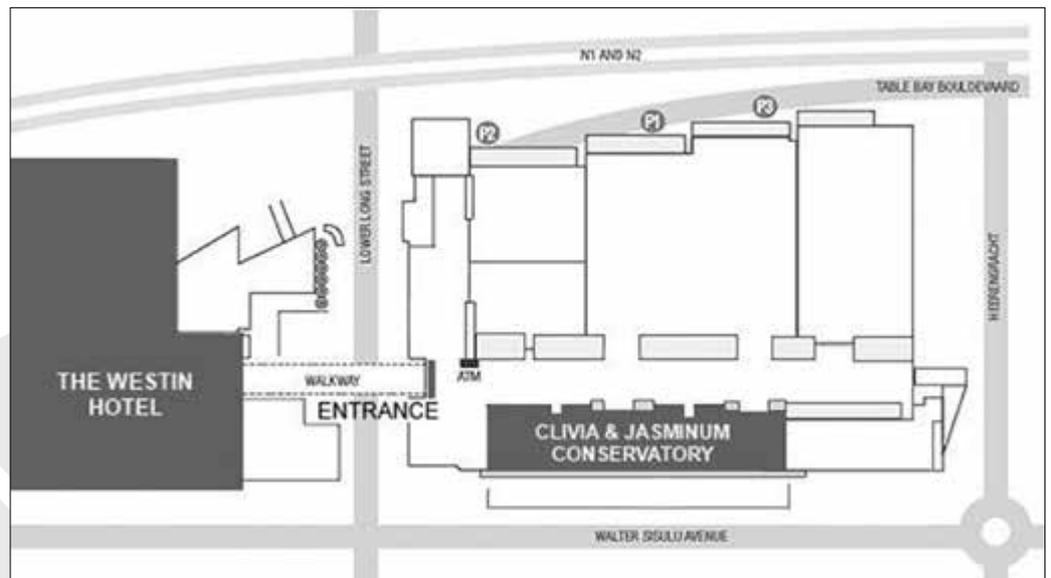 N1 AND N2
TABLE BAY BOULDEVAARD
P2
P1
P3
LOWER LONG STREET
HEERENGRACHT
THE WESTIN
HOTEL
WALKWAY
ATM
ENTRANCE
CLIVIA & JASMINUM
CONSERVATORY
WALTER SISULU AVENUE